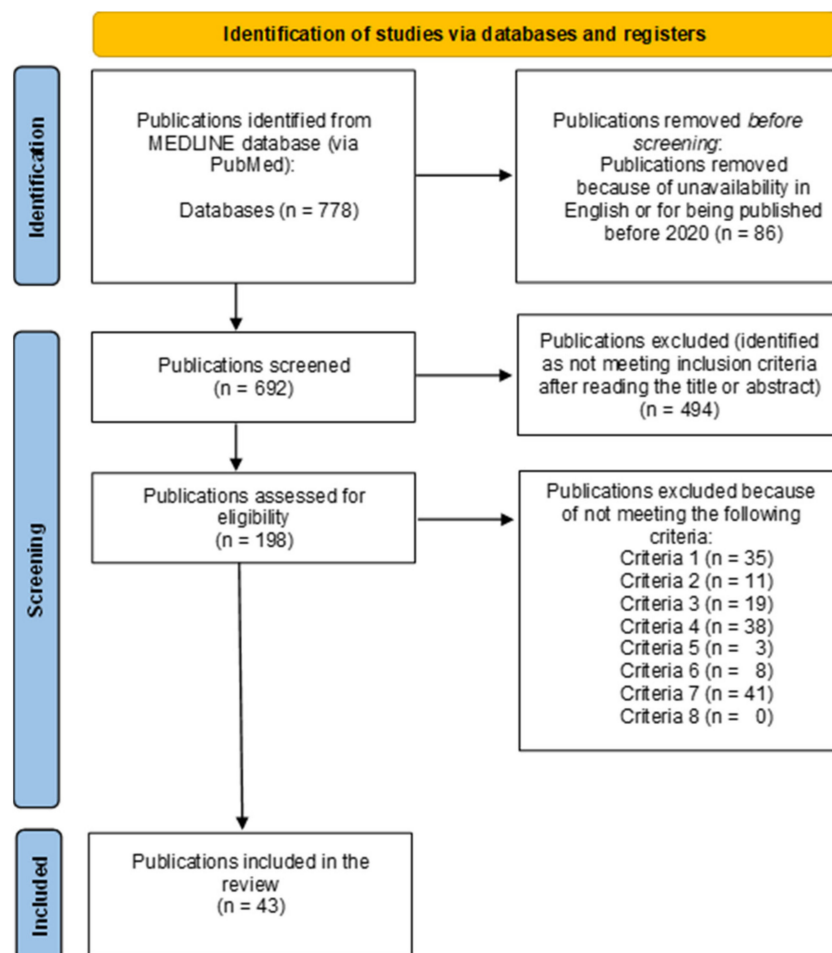 Identification of studies via databases and registers
Identification
Publications identified from
MEDLINE database (via
PubMed):
Databases (n = 778)
Publications removed before
screening:
Publications removed
because of unavailability in
English or for being published
before 2020 (n = 86)
Screening
Publications screened
(n = 692)
Publications excluded (identified
as not meeting inclusion criteria
after reading the title or abstract)
(n = 494)
Publications assessed for
eligibility
(n = 198)
Publications excluded because
of not meeting the following
criteria:
Criteria 1 (n = 35)
Criteria 2 (n = 11)
Criteria 3 (n = 19)
Criteria 4 (n = 38)
Criteria 5 (n = 3)
Criteria 6 (n = 8)
Criteria 7 (n = 41)
Criteria 8 (n = 0)
Included
Publications included in the
review
(n = 43)